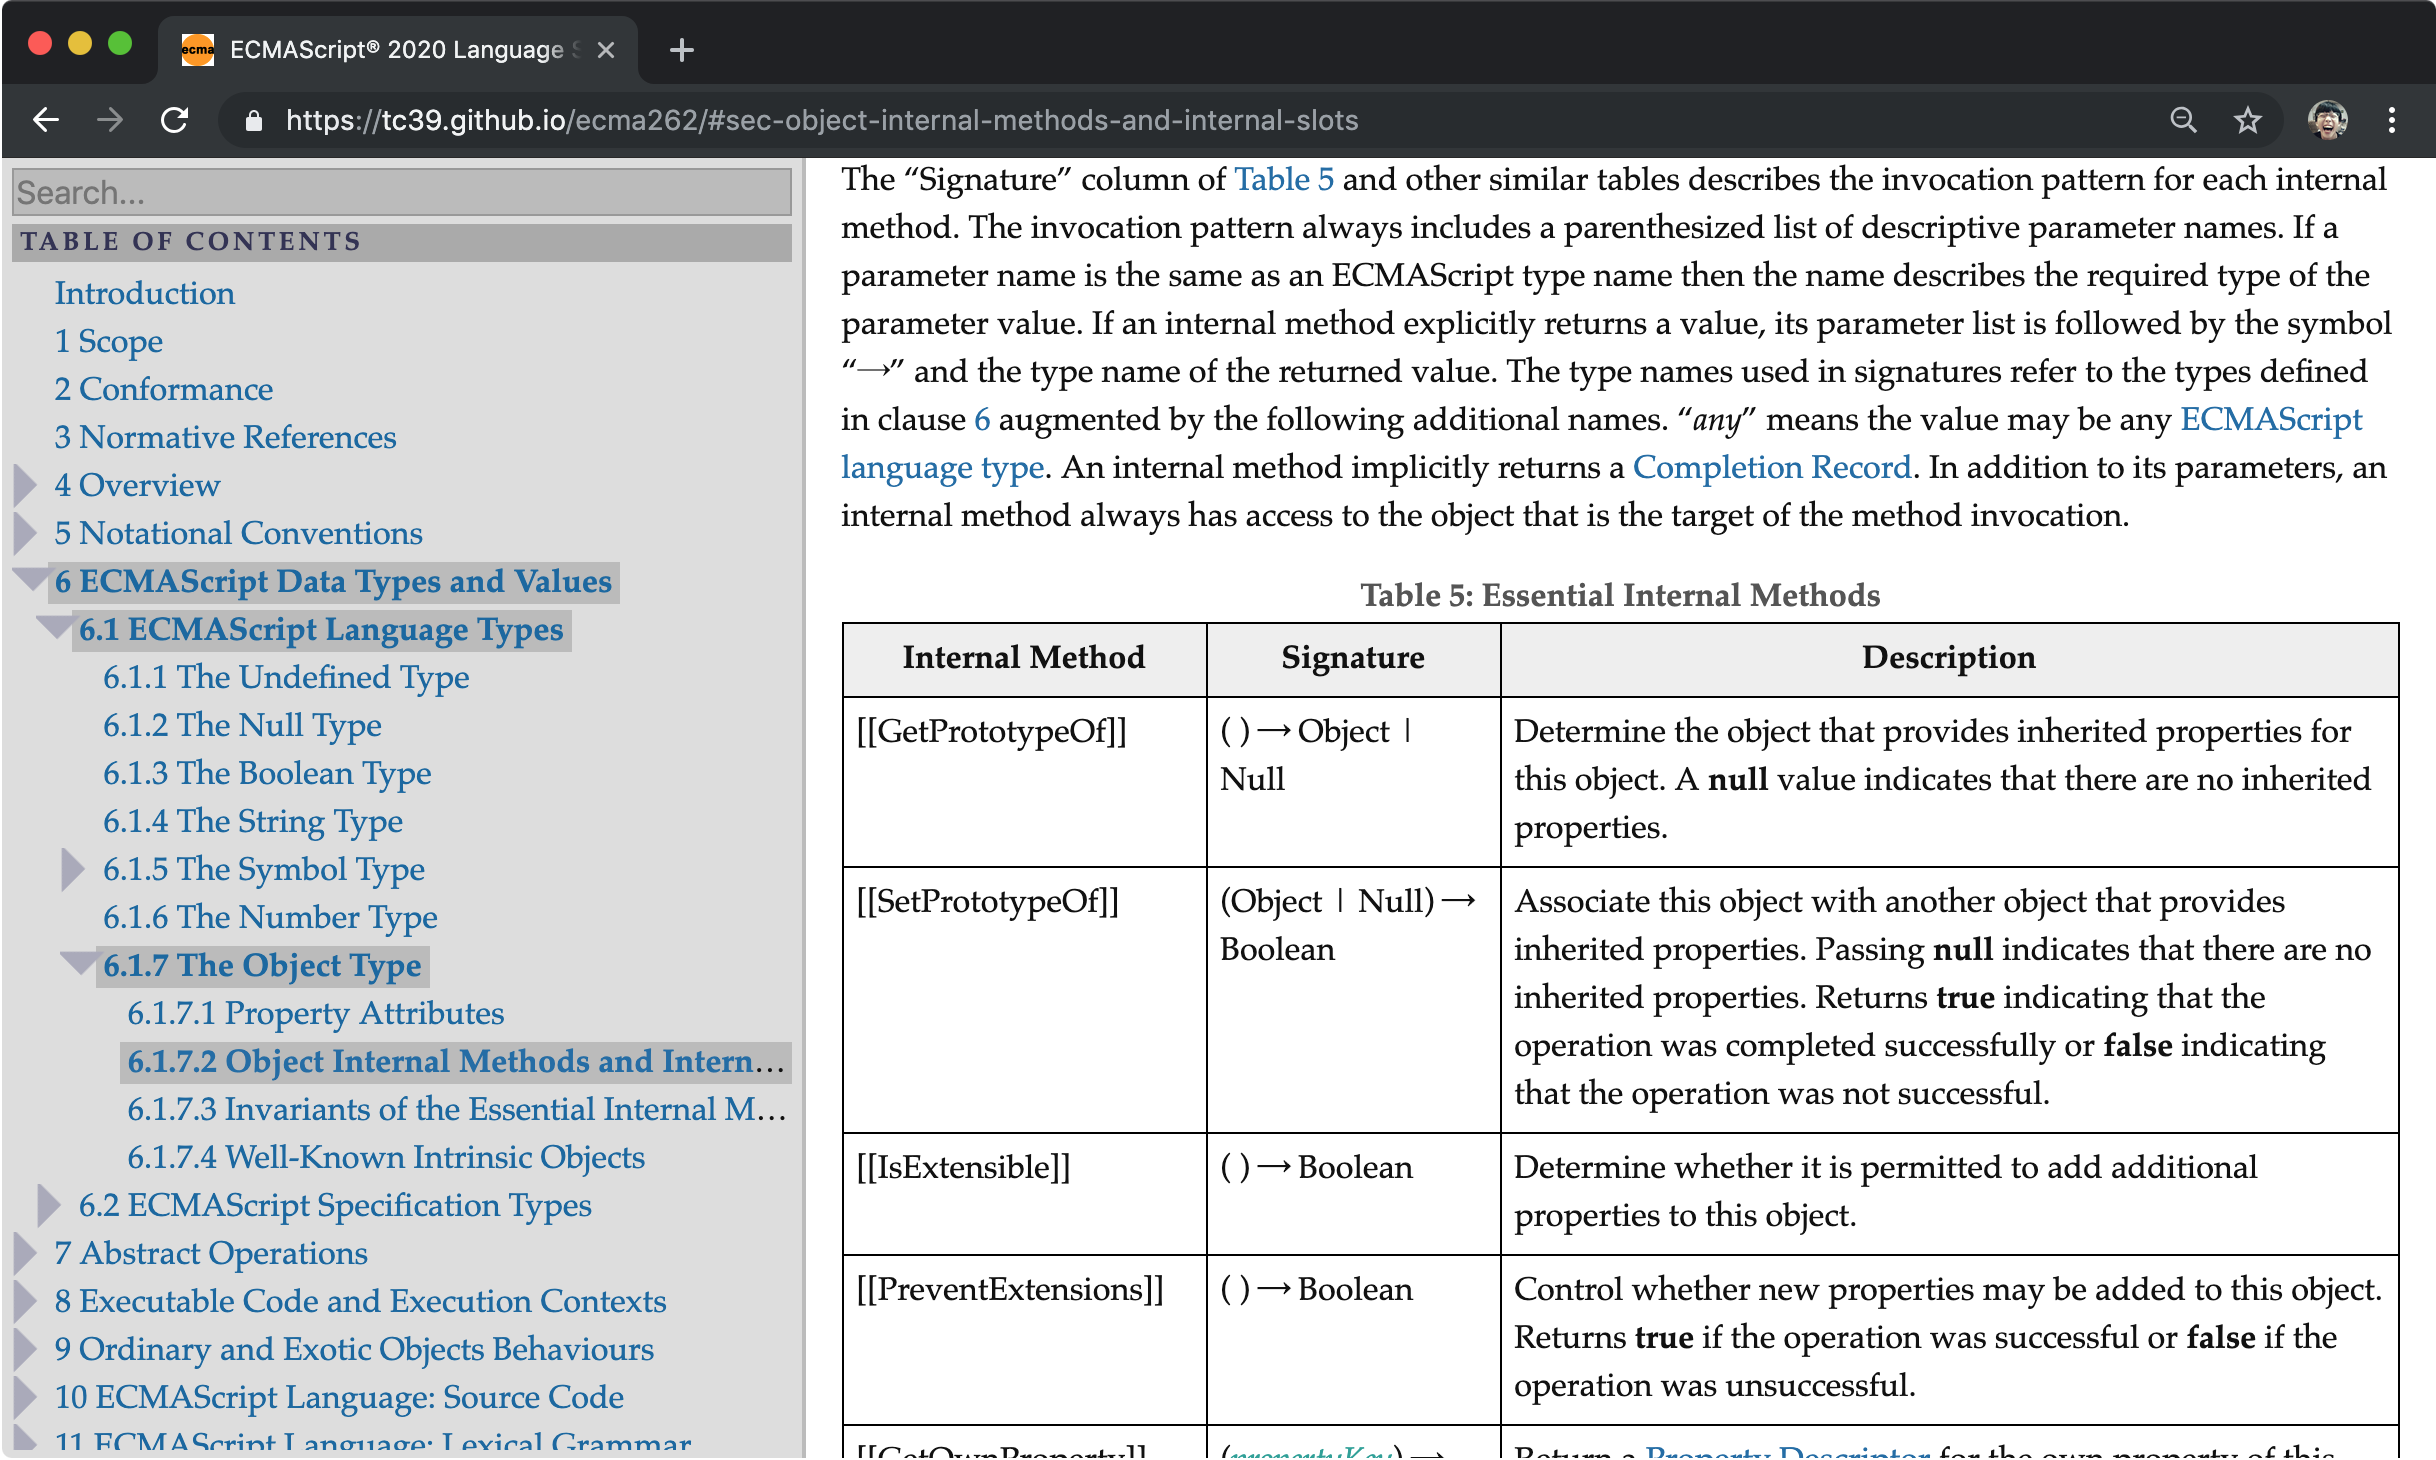 ecma ECMAScript® 2020 Language S
https://tc39.github.io/ecma262/#sec-object-internal-methods-and-internal-slots
Search...
TABLE OF CONTENTS
Introduction
1 Scope
2 Conformance
3 Normative References
4 Overview
5 Notational Conventions
6 ECMAScript Data Types and Values
6.1 ECMAScript Language Types
6.1.1 The Undefined Type
6.1.2 The Null Type
6.1.3 The Boolean Type
6.1.4 The String Type
6.1.5 The Symbol Type
6.1.6 The Number Type
6.1.7 The Object Type
6.1.7.1 Property Attributes
6.1.7.2 Object Internal Methods and Intern…
6.1.7.3 Invariants of the Essential Internal M…
6.1.7.4 Well-Known Intrinsic Objects
6.2 ECMAScript Specification Types
7 Abstract Operations
8 Executable Code and Execution Contexts
9 Ordinary and Exotic Objects Behaviours
10 ECMAScript Language: Source Code
11 ECMAScript Language: Lexical Grammar
The “Signature” column of Table 5 and other similar tables describes the invocation pattern for each internal
method. The invocation pattern always includes a parenthesized list of descriptive parameter names. If a
parameter name is the same as an ECMAScript type name then the name describes the required type of the
parameter value. If an internal method explicitly returns a value, its parameter list is followed by the symbol
“→” and the type name of the returned value. The type names used in signatures refer to the types defined
in clause 6 augmented by the following additional names. “any” means the value may be any ECMAScript
language type. An internal method implicitly returns a Completion Record. In addition to its parameters, an
internal method always has access to the object that is the target of the method invocation.
Table 5: Essential Internal Methods
Internal Method Signature Description
[[GetPrototypeOf]] ( ) → Object | Determine the object that provides inherited properties for
Null this object. A null value indicates that there are no inherited
properties.
[[SetPrototypeOf]] (Object | Null) → Associate this object with another object that provides
Boolean inherited properties. Passing null indicates that there are no
inherited properties. Returns true indicating that the
operation was completed successfully or false indicating
that the operation was not successful.
[[IsExtensible]] ( ) → Boolean Determine whether it is permitted to add additional
properties to this object.
[[PreventExtensions]] ( ) → Boolean Control whether new properties may be added to this object.
Returns true if the operation was successful or false if the
operation was unsuccessful.
[[GetOwnProperty]] (propertyKey) → Return a Property Descriptor for the own property of this